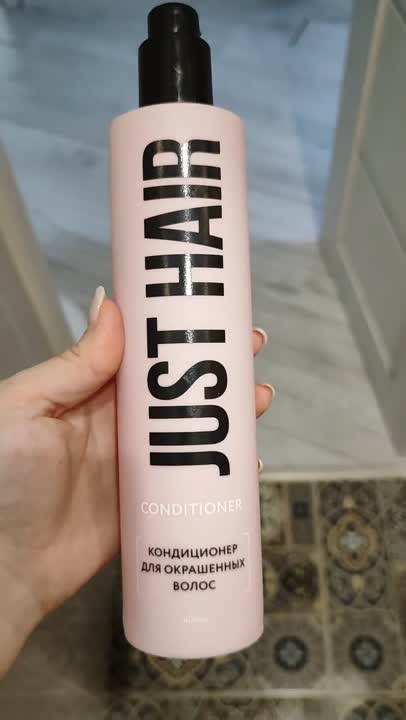 JUST HAIR
CONDITIONER
КОНДИЦИОНЕР
ДЛЯ ОКРАШЕННЫХ
ВОЛОС